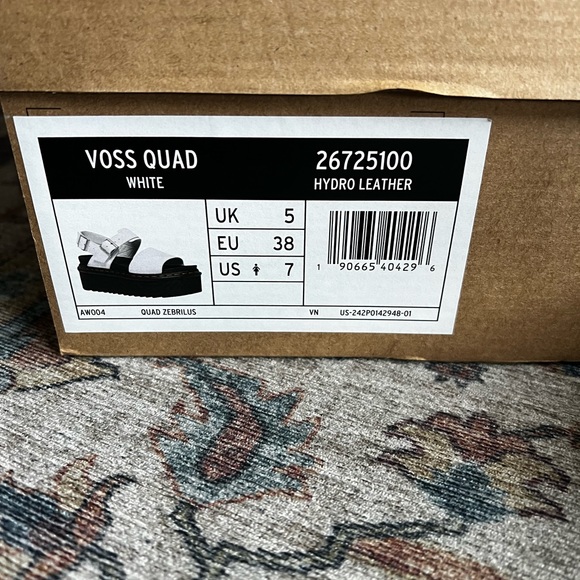 VOSS QUAD 26725100
WHITE HYDRO LEATHER
UK 5
EU 38
US 7
1 90665 40429 6
AW004 QUAD ZEBRILUS VN US-242P0142948-01